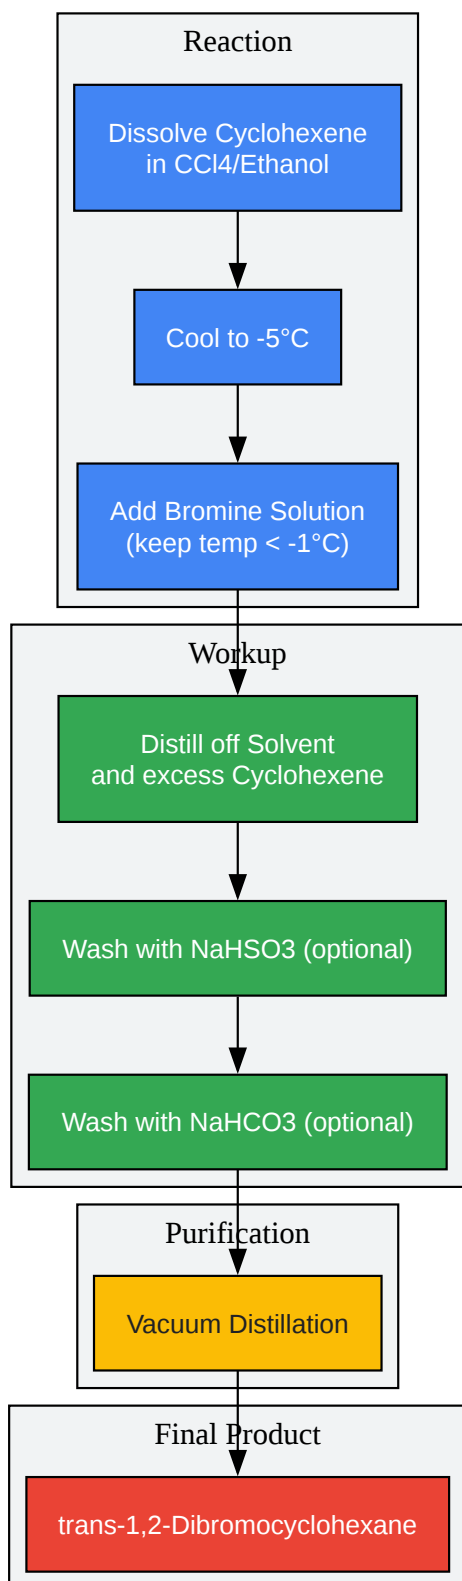 Reaction
Dissolve Cyclohexene
in CCl4/Ethanol
Cool to -5°C
Add Bromine Solution
(keep temp < -1°C)
Workup
Distill off Solvent
and excess Cyclohexene
Wash with NaHSO3 (optional)
Wash with NaHCO3 (optional)
Purification
Vacuum Distillation
Final Product
trans-1,2-Dibromocyclohexane